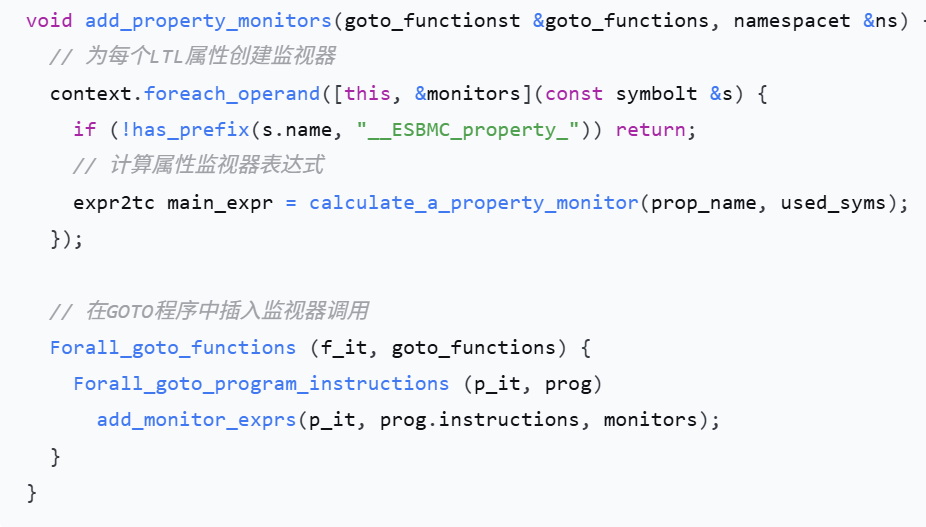 void add_property_monitors(goto_functionst &goto_functions, namespacet &ns)
// 为每个LTL属性创建监视器
context.foreach_operand([this, &monitors](const symbolt &s) {
if (!has_prefix(s.name, "__ESBMC_property_")) return;
// 计算属性监视器表达式
expr2tc main_expr = calculate_a_property_monitor(prop_name, used_syms);
});
// 在GOTO程序中插入监视器调用
Forall_goto_functions (f_it, goto_functions) {
Forall_goto_program_instructions (p_it, prog)
add_monitor_exprs(p_it, prog.instructions, monitors);
}
}